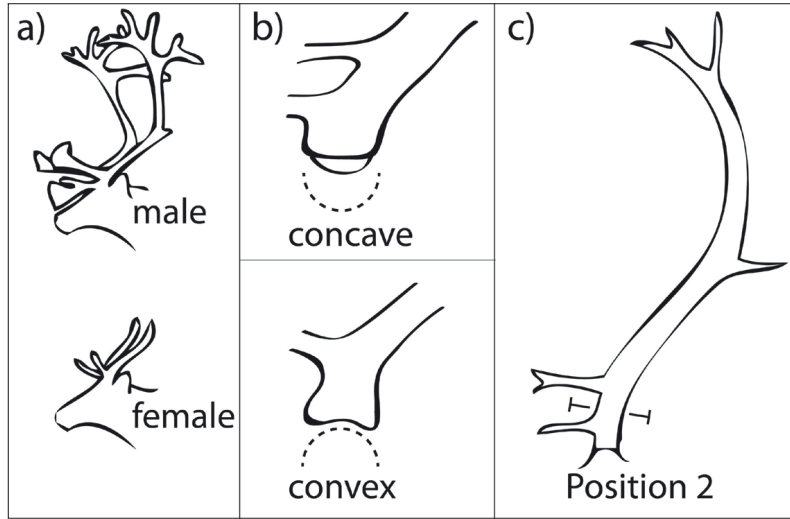 a)
male
female
b)
concave
convex
c)
Position 2